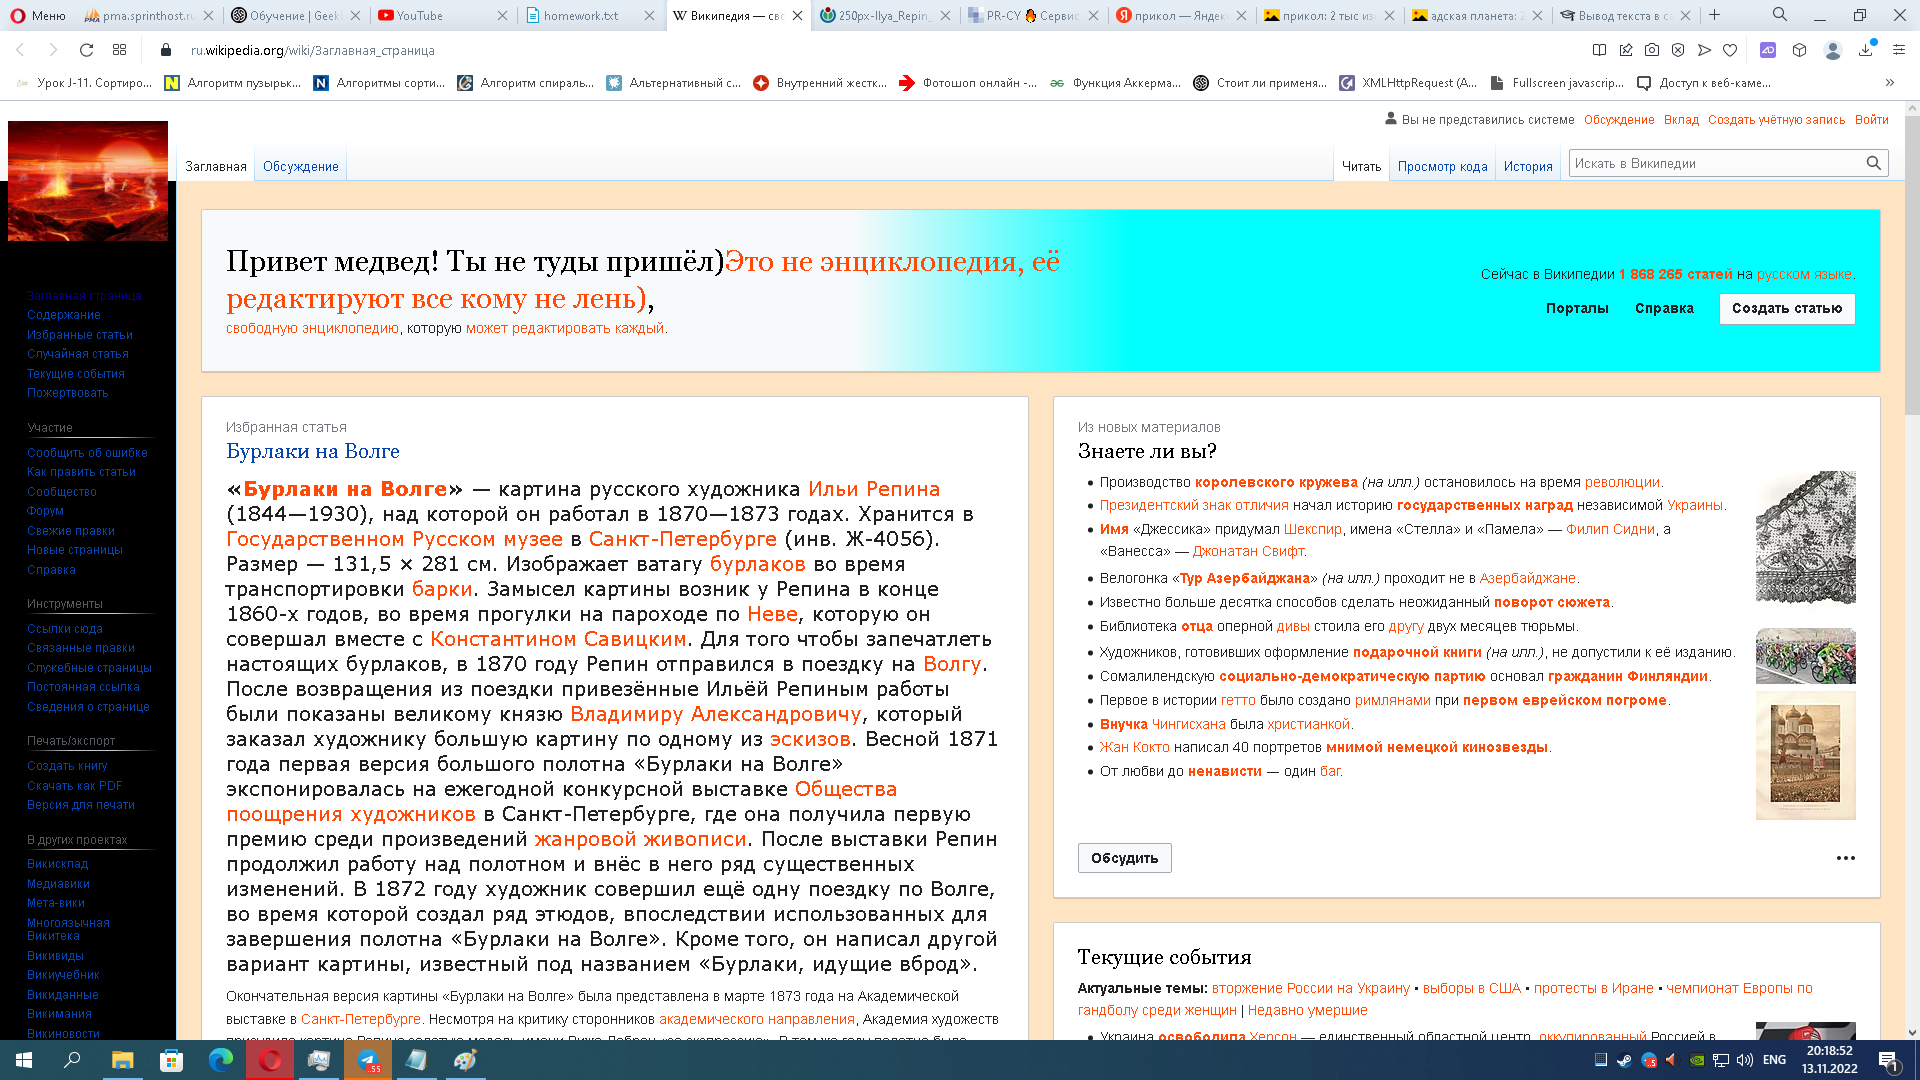 Меню
pma.sprinthost.ru
Обучение | Geek
YouTube
homework.txt
Википедия — сво
250px-Ilya_Repin_
PR-CY 🔥 Сервис
прикол — Яндекс
прикол: 2 тыс из
адская планета: 2
Вывод текста в с
ru.wikipedia.org/wiki/Заглавная_страница
Урок J-11. Сортиро...
Алгоритм пузырьк...
Алгоритмы сорти...
Алгоритм спираль...
Альтернативный с...
Внутренний жестк...
Фотошоп онлайн -...
Функция Аккерма...
Стоит ли применя...
XMLHttpRequest (A...
Fullscreen javascrip...
Доступ к веб-каме...
Вы не представились системе Обсуждение Вклад Создать учётную запись Войти
Заглавная Обсуждение
Читать Просмотр кода История Искать в Википедии
Заглавная страница
Содержание
Избранные статьи
Случайная статья
Текущие события
Пожертвовать
Участие
Сообщить об ошибке
Как править статьи
Сообщество
Форум
Свежие правки
Новые страницы
Справка
Инструменты
Ссылки сюда
Связанные правки
Служебные страницы
Постоянная ссылка
Сведения о странице
Печать/экспорт
Создать книгу
Скачать как PDF
Версия для печати
В других проектах
Викисклад
Медиавики
Мета-вики
Многоязычная
Викитека
Викивиды
Викиучебник
Викиданные
Викимания
Викиновости
Привет медвед! Ты не туды пришёл)Это не энциклопедия, её
редактируют все кому не лень),
свободную энциклопедию, которую может редактировать каждый.
Сейчас в Википедии 1 868 265 статей на русском языке.
Порталы Справка Создать статью
Избранная статья
Бурлаки на Волге
«Бурлаки на Волге» — картина русского художника Ильи Репина
(1844—1930), над которой он работал в 1870—1873 годах. Хранится в
Государственном Русском музее в Санкт-Петербурге (инв. Ж-4056).
Размер — 131,5 × 281 см. Изображает ватагу бурлаков во время
транспортировки барки. Замысел картины возник у Репина в конце
1860-х годов, во время прогулки на пароходе по Неве, которую он
совершал вместе с Константином Савицким. Для того чтобы запечатлеть
настоящих бурлаков, в 1870 году Репин отправился в поездку на Волгу.
После возвращения из поездки привезённые Ильёй Репиным работы
были показаны великому князю Владимиру Александровичу, который
заказал художнику большую картину по одному из эскизов. Весной 1871
года первая версия большого полотна «Бурлаки на Волге»
экспонировалась на ежегодной конкурсной выставке Общества
поощрения художников в Санкт-Петербурге, где она получила первую
премию среди произведений жанровой живописи. После выставки Репин
продолжил работу над полотном и внёс в него ряд существенных
изменений. В 1872 году художник совершил ещё одну поездку по Волге,
во время которой создал ряд этюдов, впоследствии использованных для
завершения полотна «Бурлаки на Волге». Кроме того, он написал другой
вариант картины, известный под названием «Бурлаки, идущие вброд».
Окончательная версия картины «Бурлаки на Волге» была представлена в марте 1873 года на Академической
выставке в Санкт-Петербурге. Несмотря на критику сторонников академического направления, Академия художеств
Из новых материалов
Знаете ли вы?
Производство королевского кружева (на илл.) остановилось на время революции.
Президентский знак отличия начал историю государственных наград независимой Украины.
Имя «Джессика» придумал Шекспир, имена «Стелла» и «Памела» — Филип Сидни, а
«Ванесса» — Джонатан Свифт.
Велогонка «Тур Азербайджана» (на илл.) проходит не в Азербайджане.
Известно больше десятка способов сделать неожиданный поворот сюжета.
Библиотека отца оперной дивы стоила его другу двух месяцев тюрьмы.
Художников, готовивших оформление подарочной книги (на илл.), не допустили к её изданию.
Сомалилендскую социально-демократическую партию основал гражданин Финляндии.
Первое в истории гетто было создано римлянами при первом еврейском погроме.
Внучка Чингисхана была христианкой.
Жан Кокто написал 40 портретов мнимой немецкой кинозвезды.
От любви до ненависти — один баг.
Обсудить
Текущие события
Актуальные темы: вторжение России на Украину • выборы в США • протесты в Иране • чемпионат Европы по
гандболу среди женщин | Недавно умершие
Украина освободила Херсон — единственный областной центр, оккупированный Россией в
ENG
20:18:52
13.11.2022